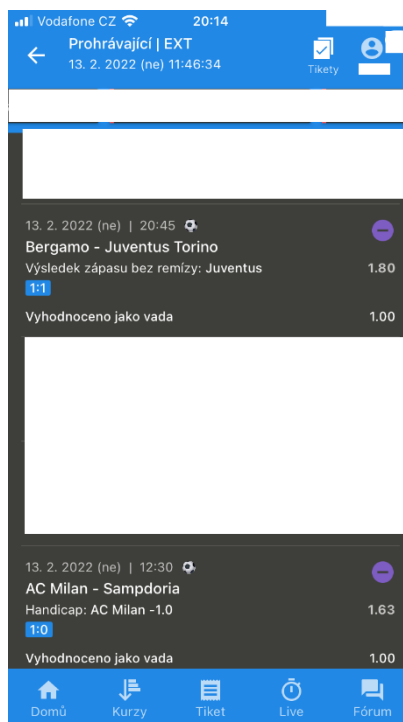 Vodafone CZ 20:14
Prohrávající | EXT
13. 2. 2022 (ne) 11:46:34
Tikety
13. 2. 2022 (ne) | 20:45
Bergamo - Juventus Torino
Výsledek zápasu bez remízy: Juventus 1.80
1:1
Vyhodnoceno jako vada 1.00
13. 2. 2022 (ne) | 12:30
AC Milan - Sampdoria
Handicap: AC Milan -1.0 1.63
1:0
Vyhodnoceno jako vada 1.00
Domů Kurzy Tiket Live Fórum